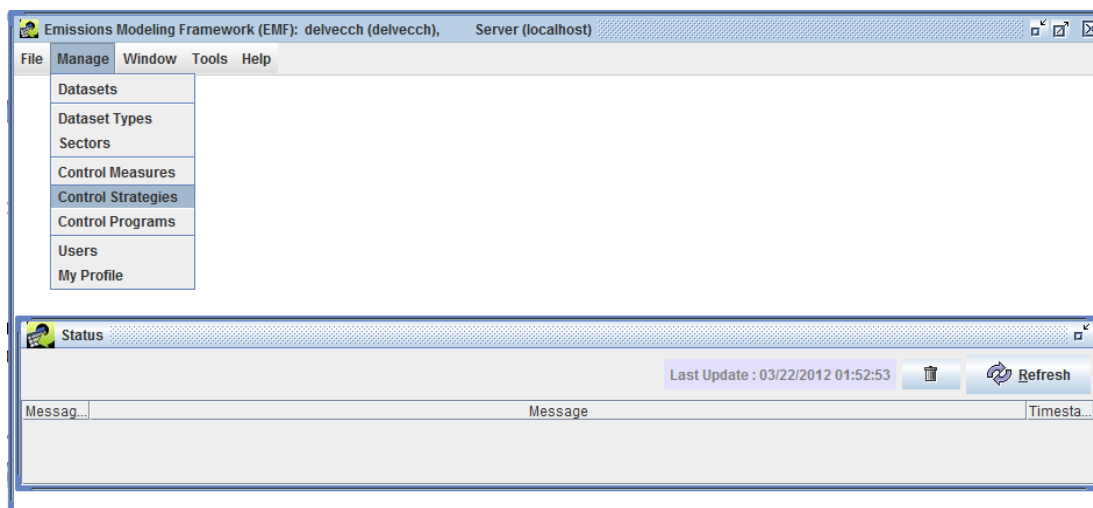 Emissions Modeling Framework (EMF): delvecch (delvecch), Server (localhost)
File Manage Window Tools Help
Datasets
Dataset Types
Sectors
Control Measures
Control Strategies
Control Programs
Users
My Profile
Status
Last Update : 03/22/2012 01:52:53 Refresh
Messag... Message Timesta...